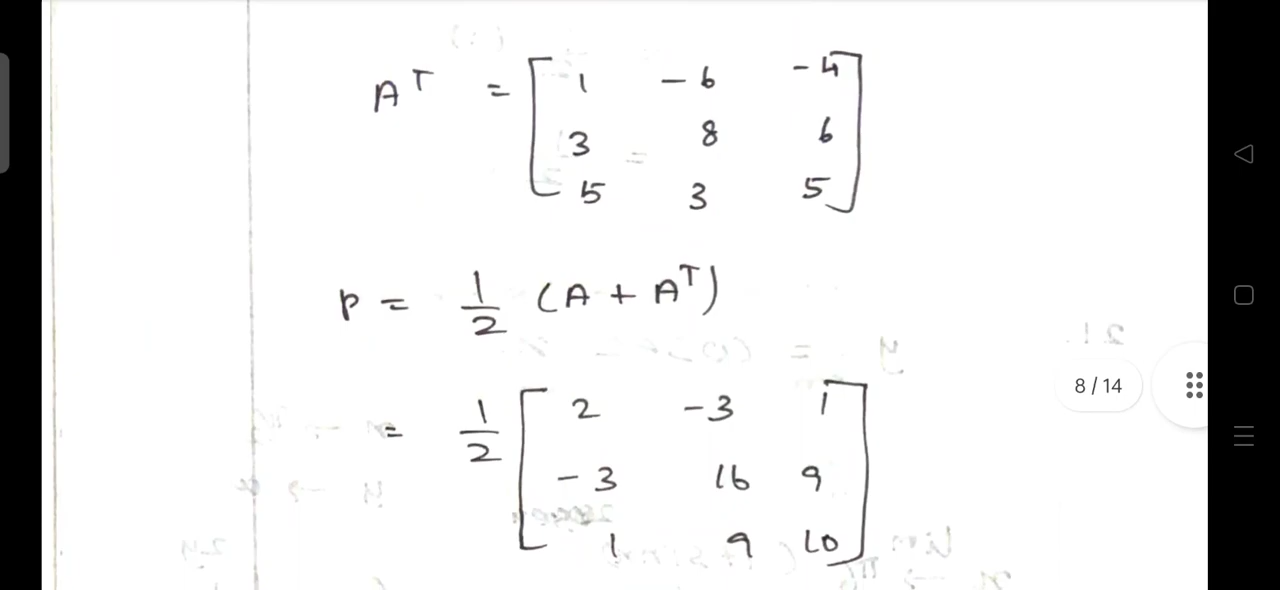 Aᵀ = [ 1 -6 -4
3 8 6
5 3 5 ]
P = 1/2 (A + Aᵀ)
= 1/2 [ 2 -3 1
-3 16 9
1 9 10 ]
8 / 14